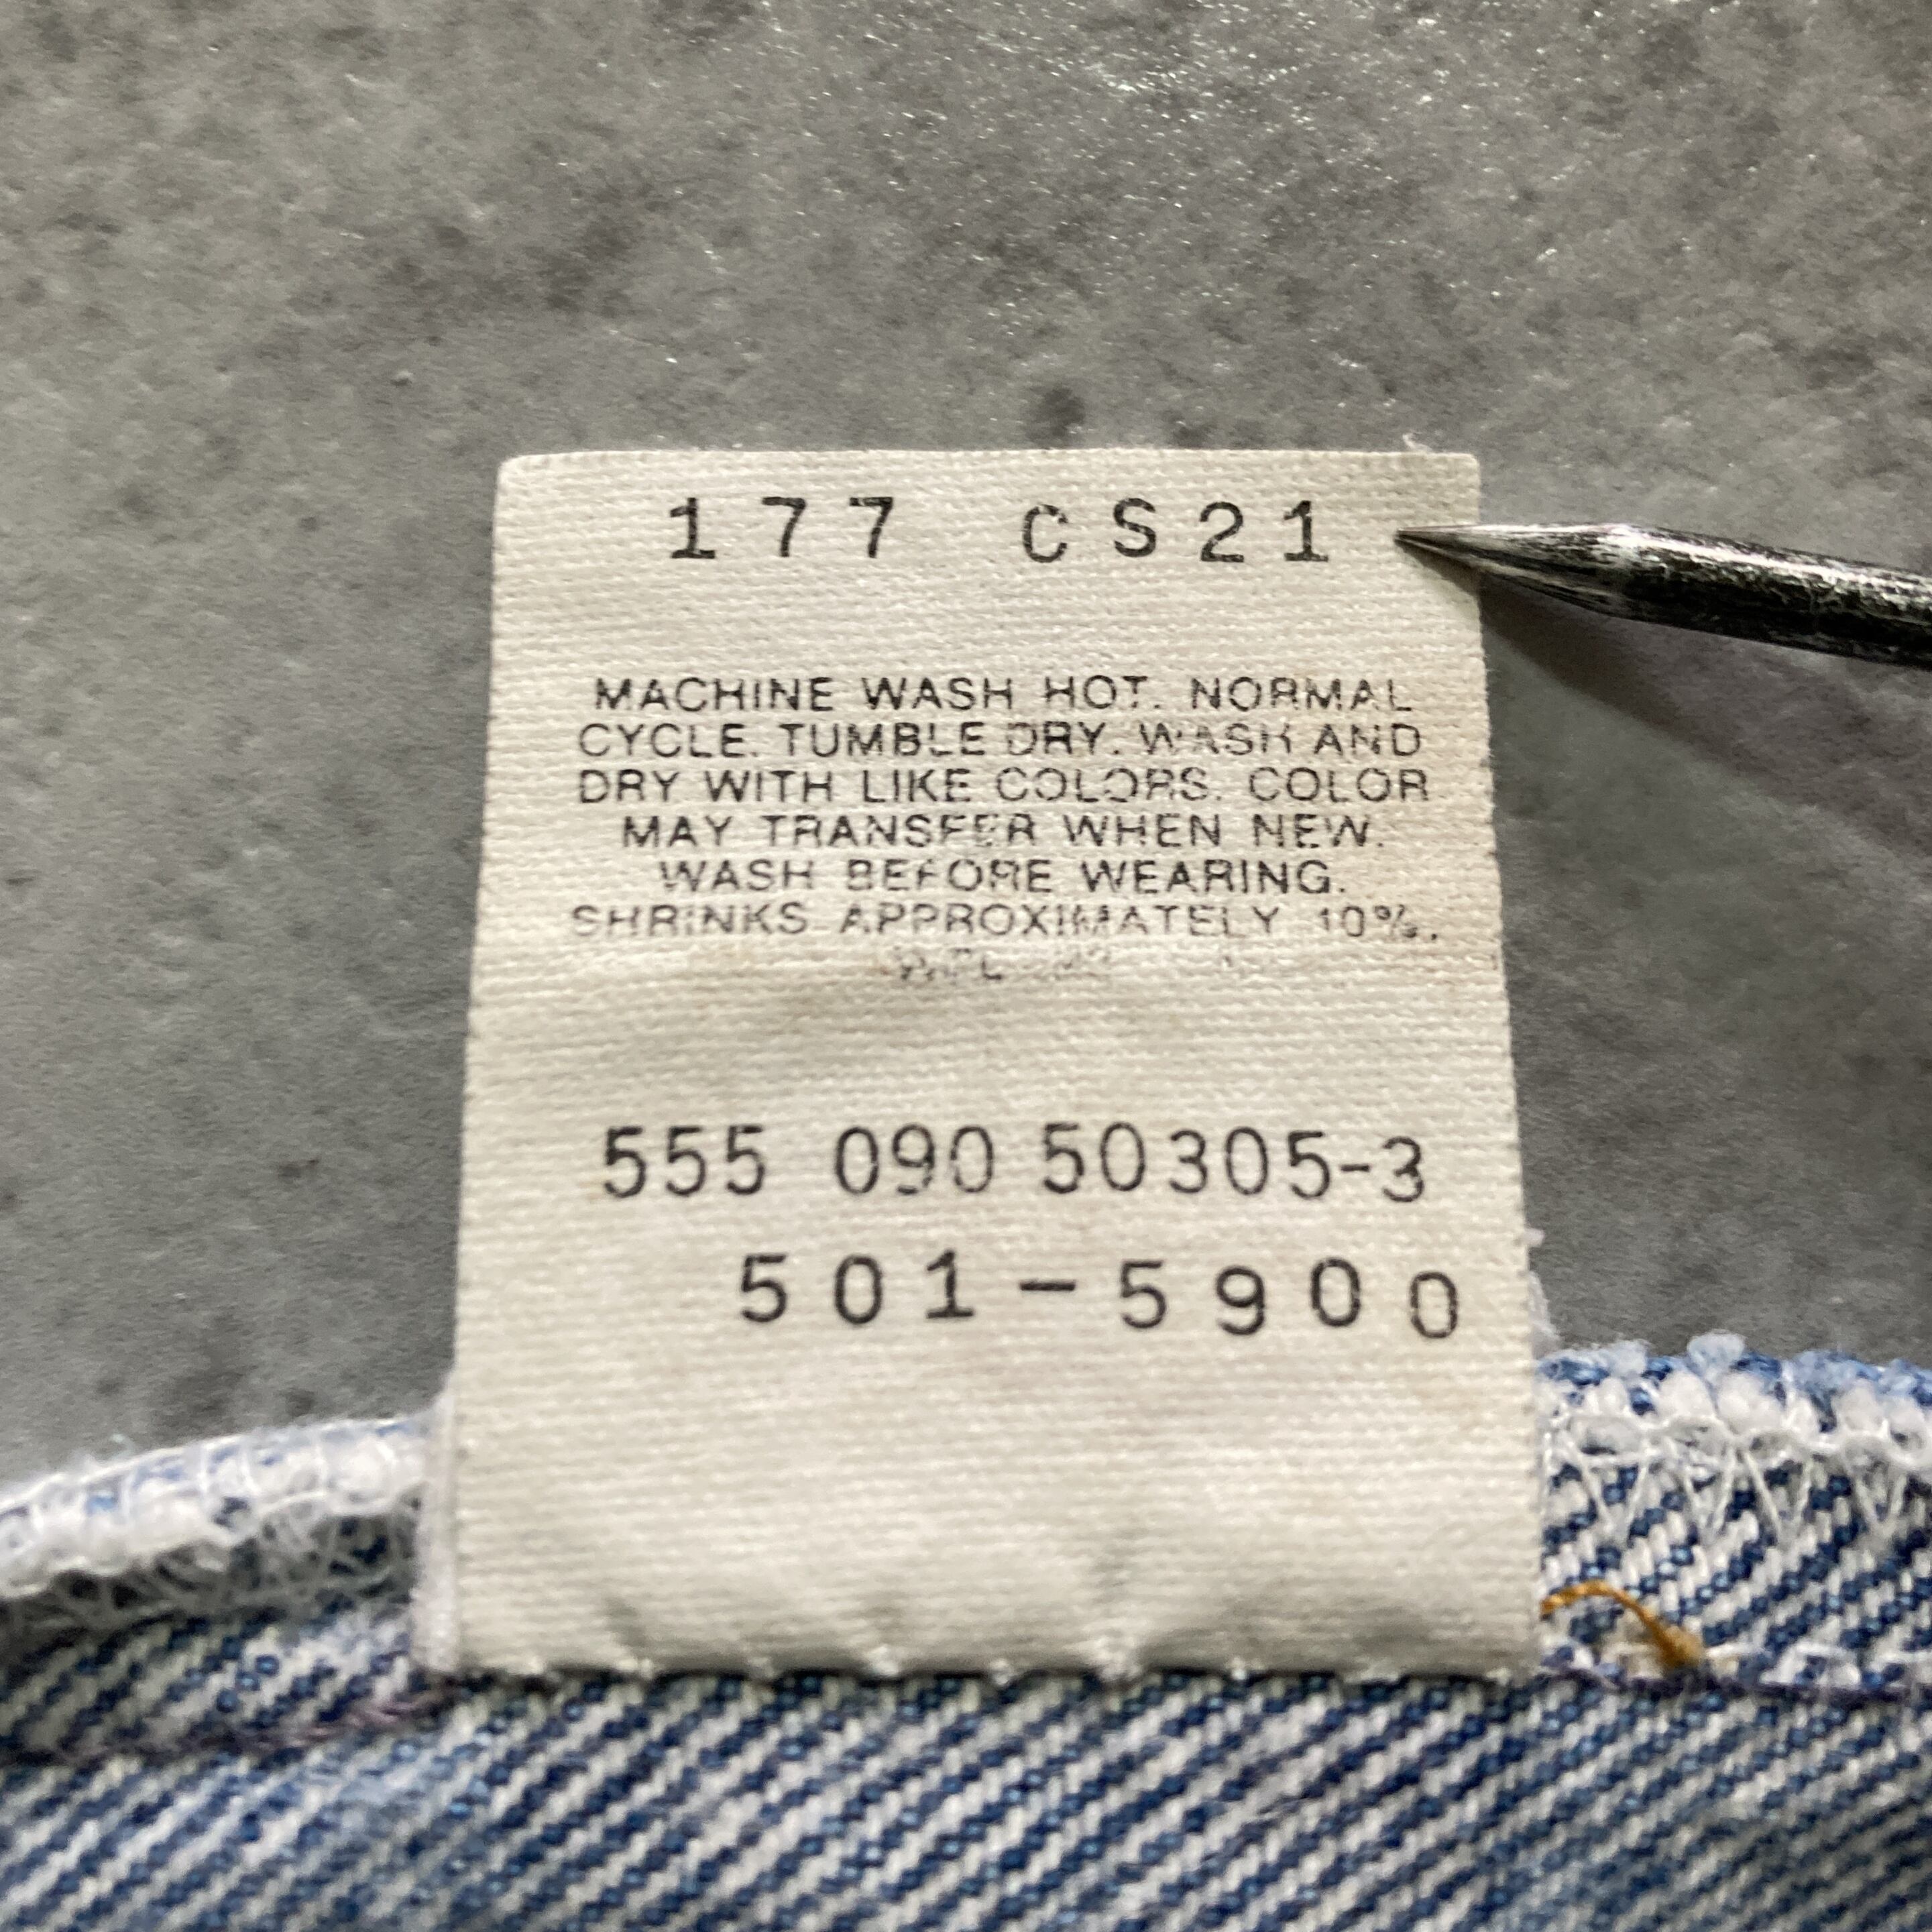 177 CS21
MACHINE WASH HOT. NORMAL
CYCLE. TUMBLE DRY. WASH AND
DRY WITH LIKE COLORS. COLOR
MAY TRANSFER WHEN NEW.
WASH BEFORE WEARING.
SHRINKS APPROXIMATELY 10%.
555 090 50305-3
501-5900